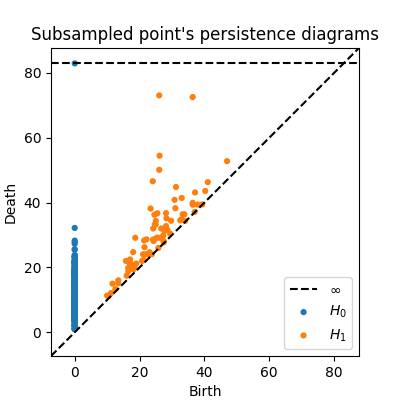 Subsampled point's persistence diagrams
80
60
40
20
0
Death
∞
H₀
H₁
0 20 40 60 80
Birth